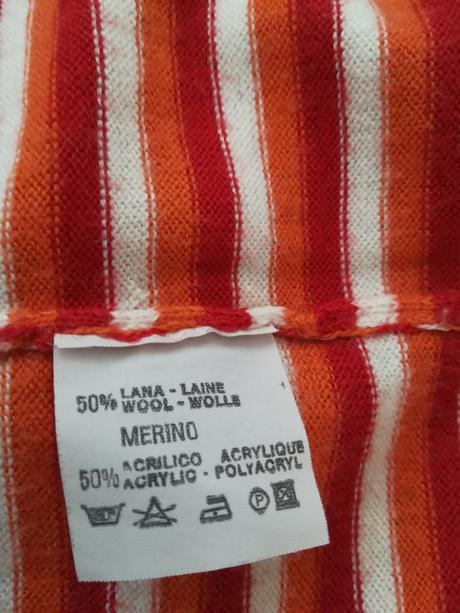 50% LANA - LAINE
WOOL - WOLLE
MERINO
50% ACRILICO ACRYLIQUE
ACRYLIC - POLYACRYL
P